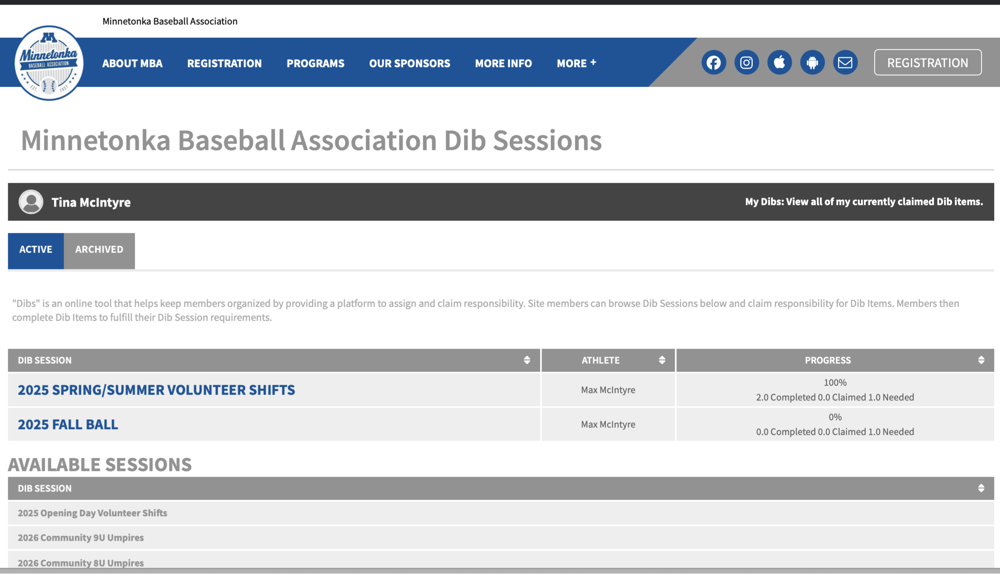 Minnetonka Baseball Association
M
Minnetonka
BASEBALL ASSOCIATION
EST. 1957
ABOUT MBA REGISTRATION PROGRAMS OUR SPONSORS MORE INFO MORE + REGISTRATION
Minnetonka Baseball Association Dib Sessions
Tina McIntyre My Dibs: View all of my currently claimed Dib items.
ACTIVE ARCHIVED
"Dibs" is an online tool that helps keep members organized by providing a platform to assign and claim responsibility. Site members can browse Dib Sessions below and claim responsibility for Dib Items. Members then
complete Dib Items to fulfill their Dib Session requirements.
DIB SESSION ATHLETE PROGRESS
2025 SPRING/SUMMER VOLUNTEER SHIFTS Max McIntyre 100%
2.0 Completed 0.0 Claimed 1.0 Needed
2025 FALL BALL Max McIntyre 0%
0.0 Completed 0.0 Claimed 1.0 Needed
AVAILABLE SESSIONS
DIB SESSION
2025 Opening Day Volunteer Shifts
2026 Community 9U Umpires
2026 Community 8U Umpires